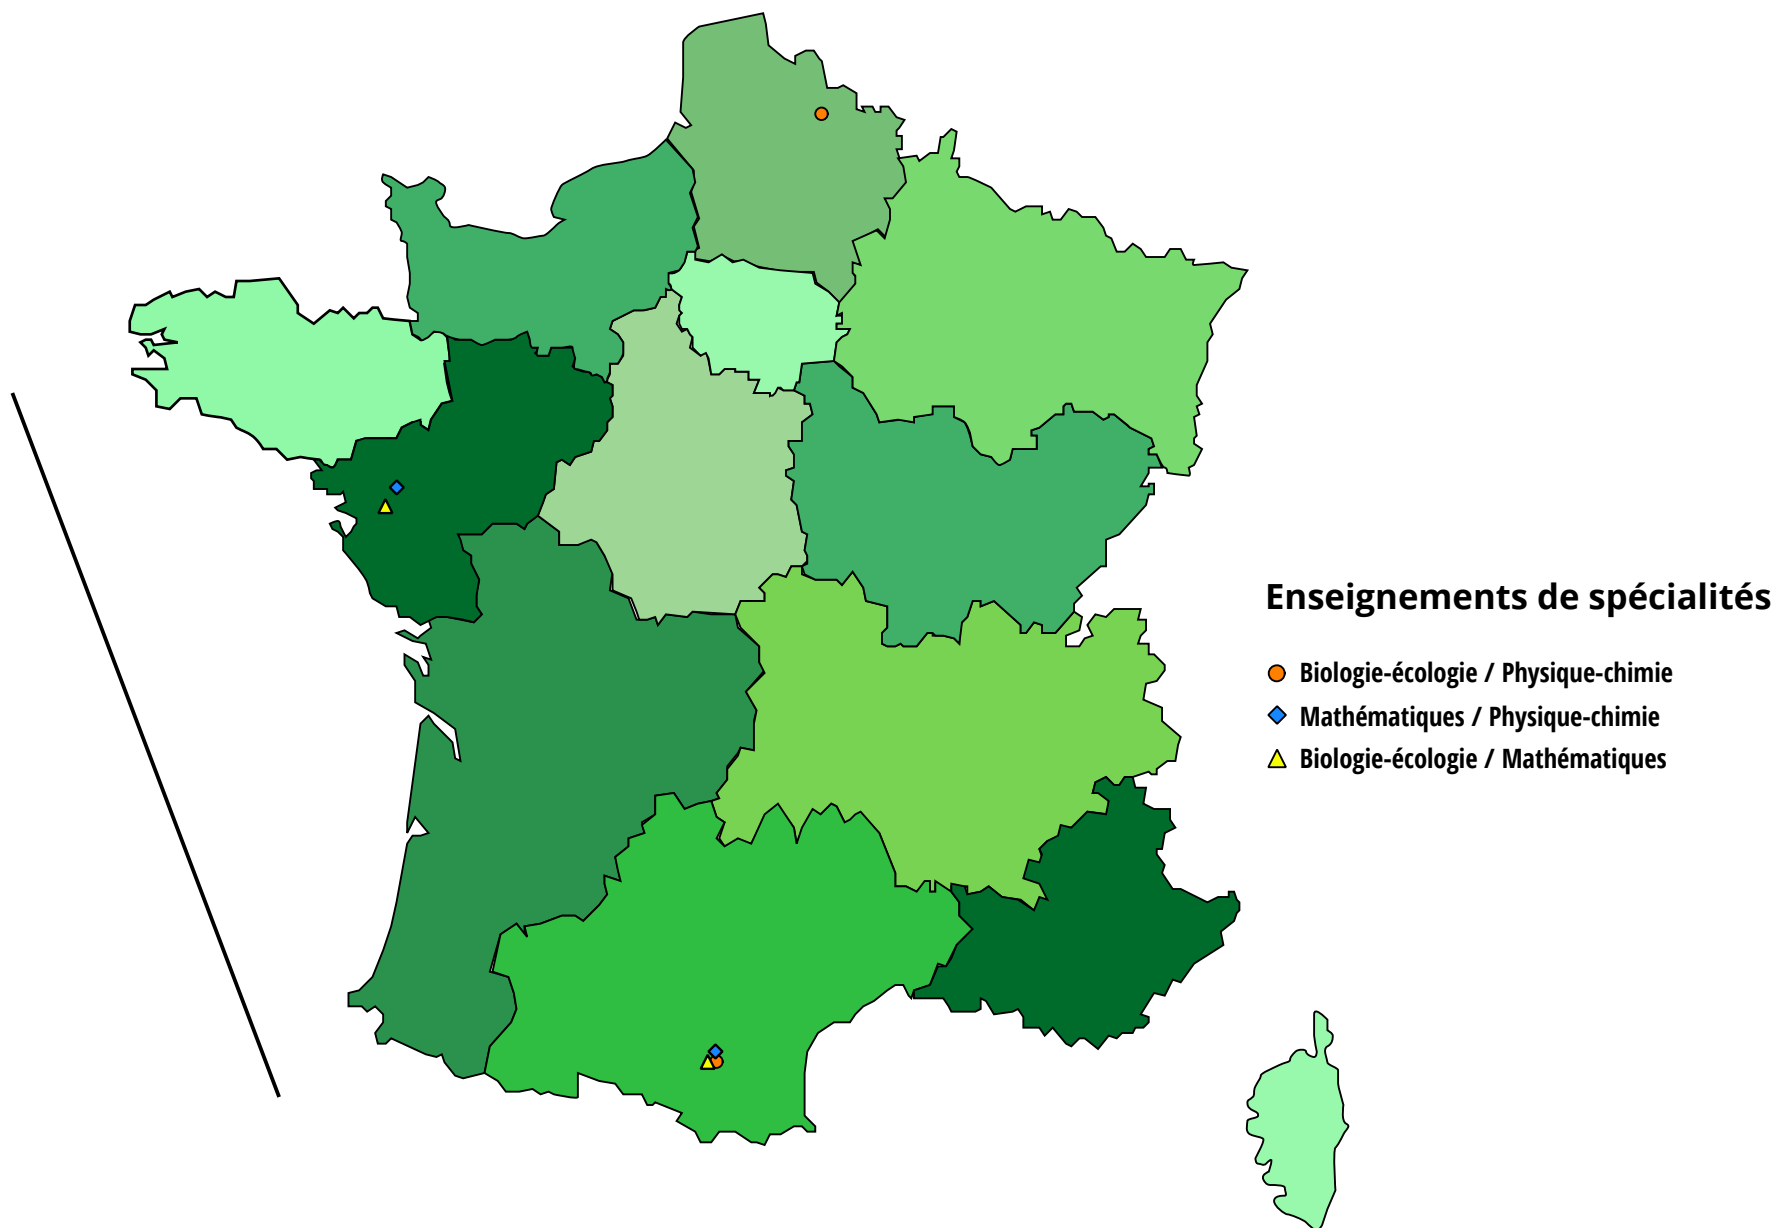 Enseignements de spécialités
Biologie-écologie / Physique-chimie
Mathématiques / Physique-chimie
Biologie-écologie / Mathématiques